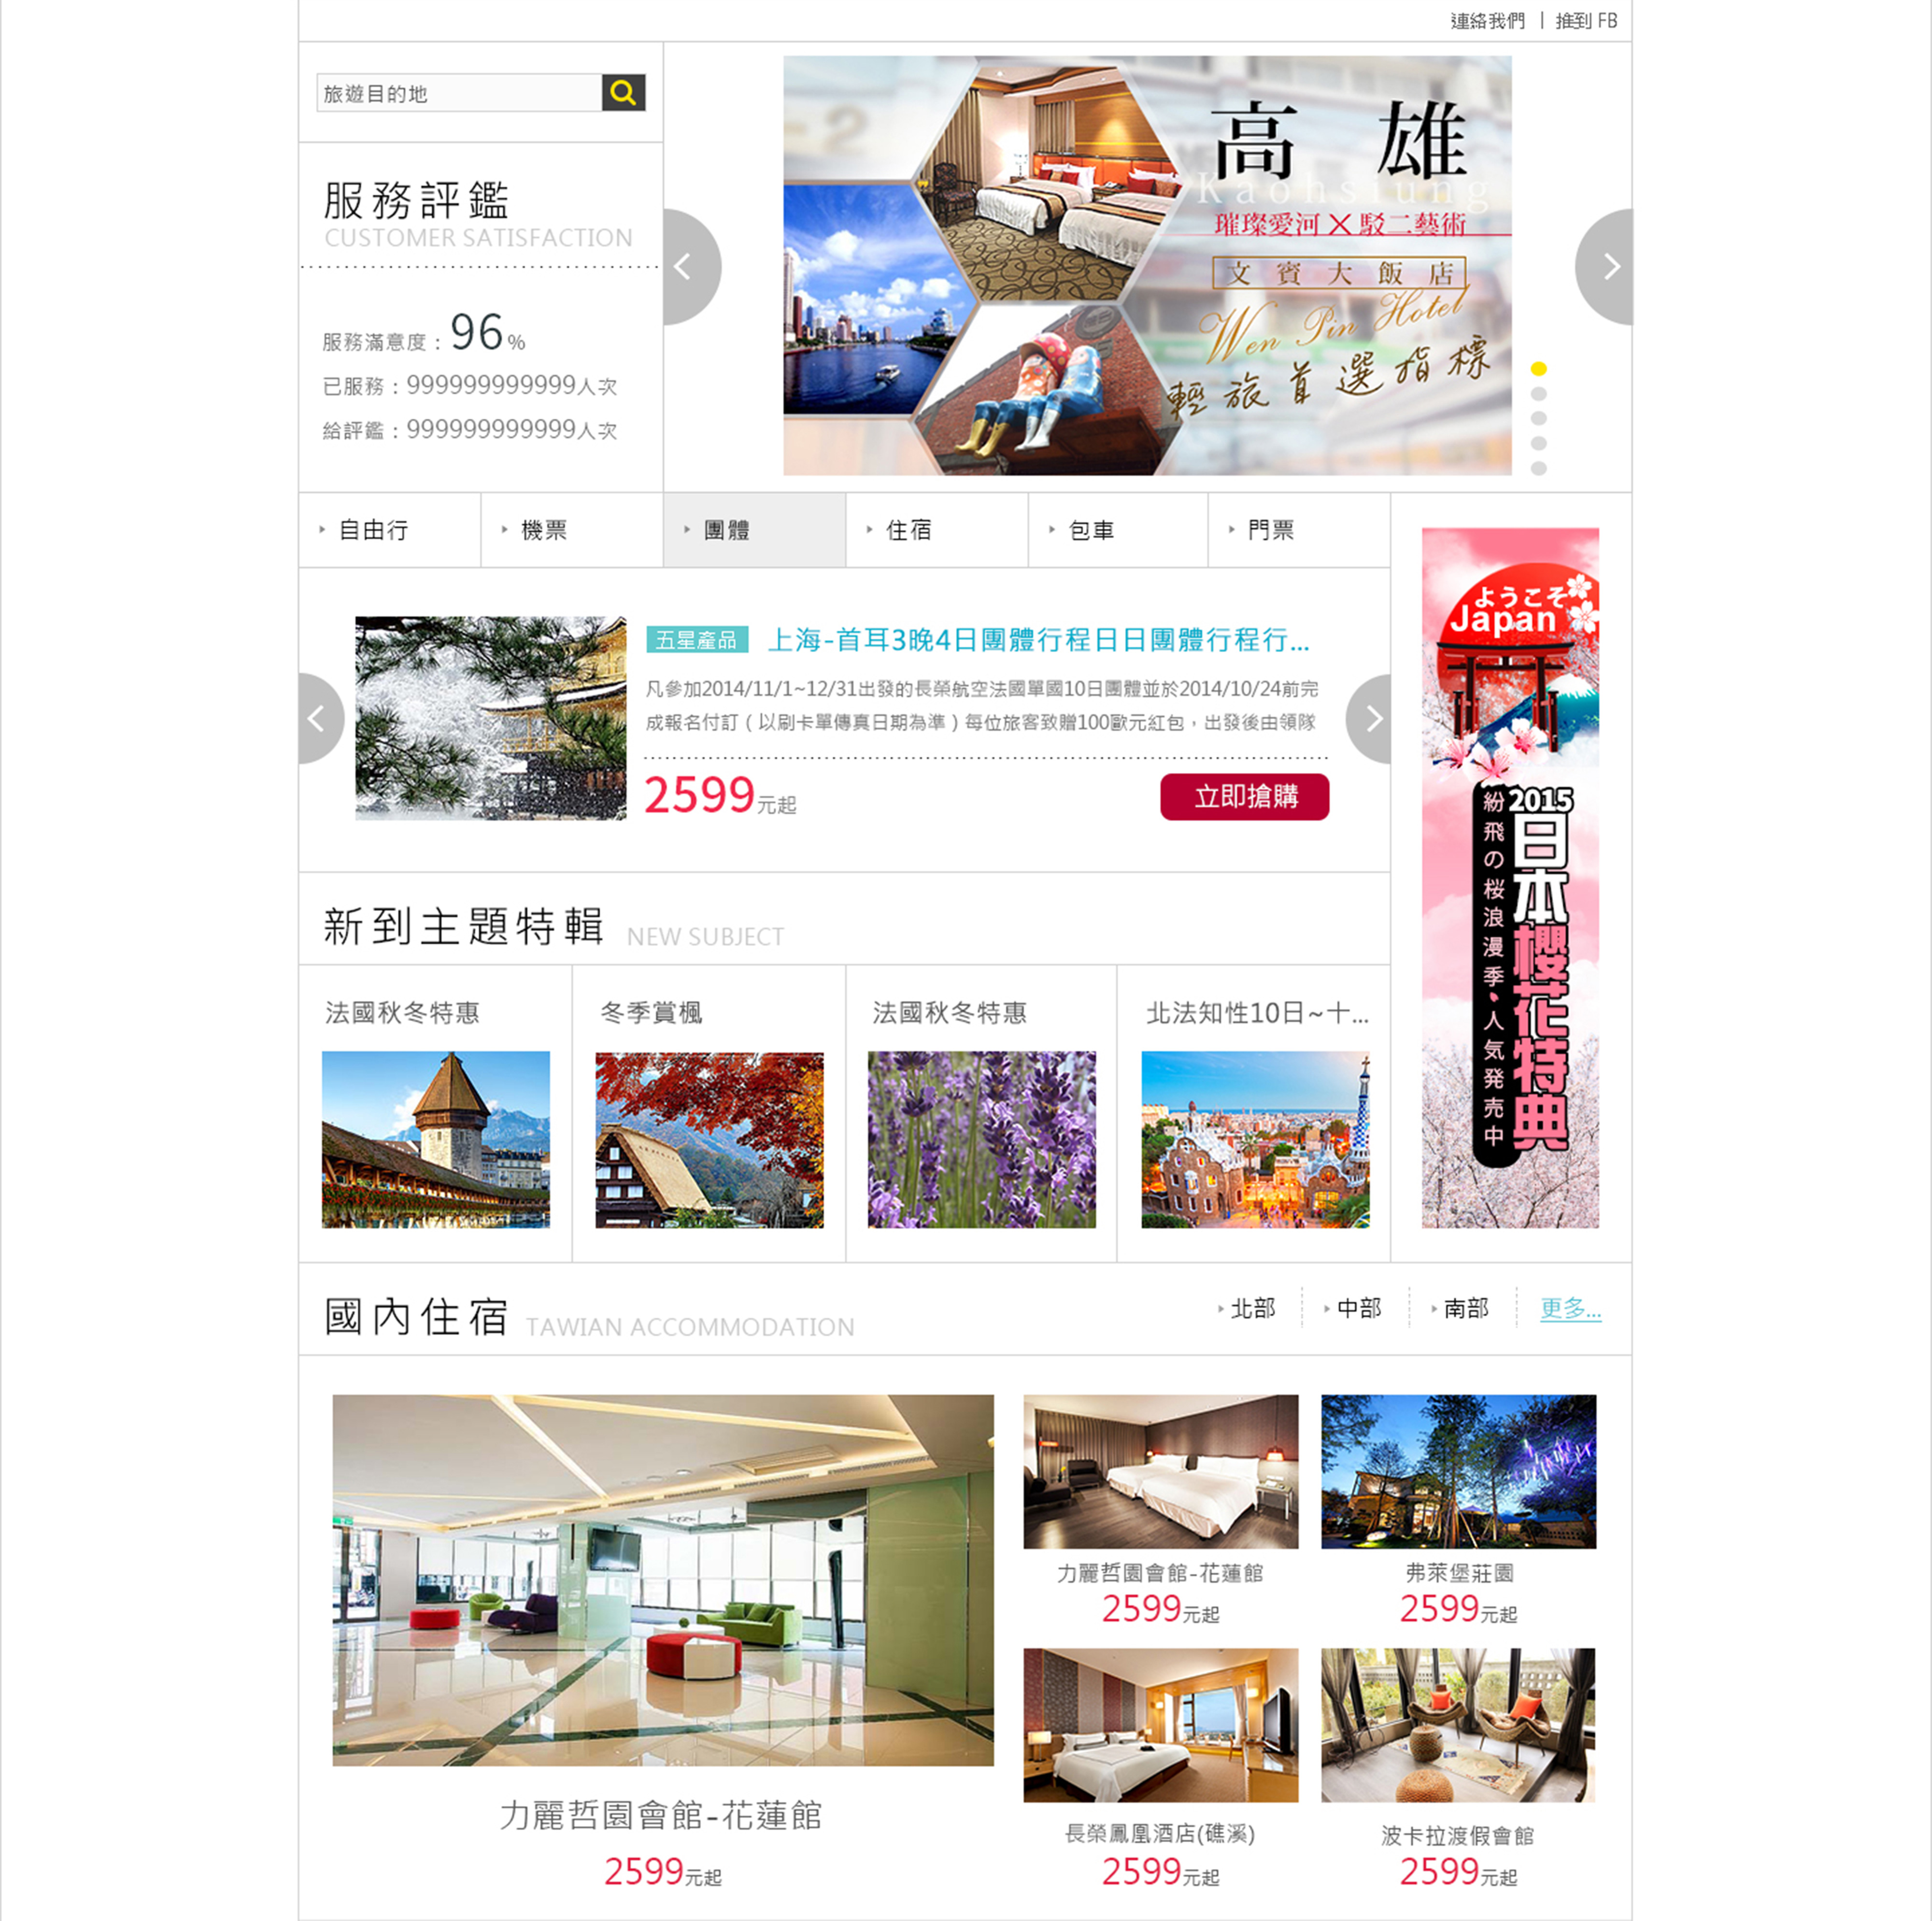 連絡我們 | 推到 FB
旅遊目的地
服務評鑑
CUSTOMER SATISFACTION
服務滿意度：96%
已服務：999999999999人次
給評鑑：999999999999人次
高雄
Kaohsiung
璀璨愛河×駁二藝術
文賓大飯店
Wen Pin Hotel
輕旅首選指標
自由行
機票
團體
住宿
包車
門票
五星產品 上海-首耳3晚4日團體行程日日團體行程行...
凡參加2014/11/1~12/31出發的長榮航空法國單國10日團體並於2014/10/24前完
成報名付訂（以刷卡單傳真日期為準）每位旅客致贈100歐元紅包，出發後由領隊
2599元起
立即搶購
ようこそ
Japan
2015日本櫻花特典
紛飛の桜浪漫季、人気発売中
新到主題特輯 NEW SUBJECT
法國秋冬特惠
冬季賞楓
法國秋冬特惠
北法知性10日~十...
國內住宿 TAWIAN ACCOMMODATION
北部
中部
南部
更多...
力麗哲園會館-花蓮館
2599元起
力麗哲園會館-花蓮館
2599元起
弗萊堡莊園
2599元起
長榮鳳凰酒店(礁溪)
2599元起
波卡拉渡假會館
2599元起